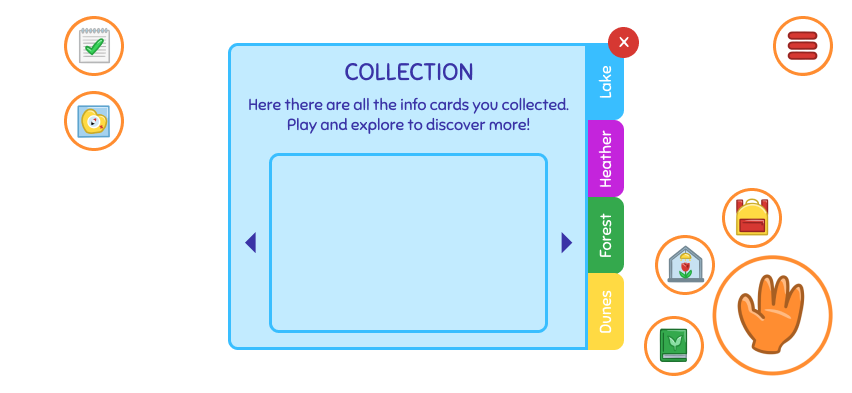 COLLECTION
Here there are all the info cards you collected.
Play and explore to discover more!
Lake
Heather
Forest
Dunes